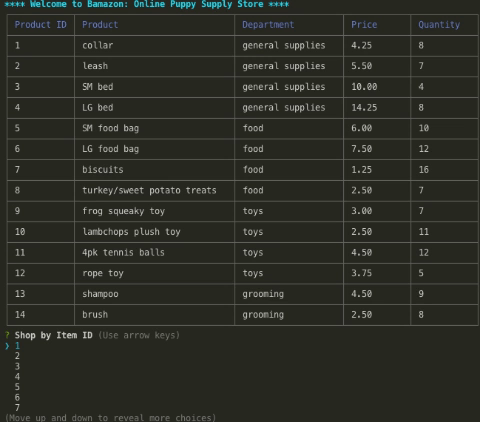 **** Welcome to Bamazon: Online Puppy Supply Store ****
Product ID Product Department Price Quantity
1 collar general supplies 4.25 8
2 leash general supplies 5.50 7
3 SM bed general supplies 10.00 4
4 LG bed general supplies 14.25 8
5 SM food bag food 6.00 10
6 LG food bag food 7.50 12
7 biscuits food 1.25 16
8 turkey/sweet potato treats food 2.50 7
9 frog squeaky toy toys 3.00 7
10 lambchops plush toy toys 2.50 11
11 4pk tennis balls toys 4.50 12
12 rope toy toys 3.75 5
13 shampoo grooming 4.50 9
14 brush grooming 2.50 8
? Shop by Item ID (Use arrow keys)
❯ 1
2
3
4
5
6
7
(Move up and down to reveal more choices)